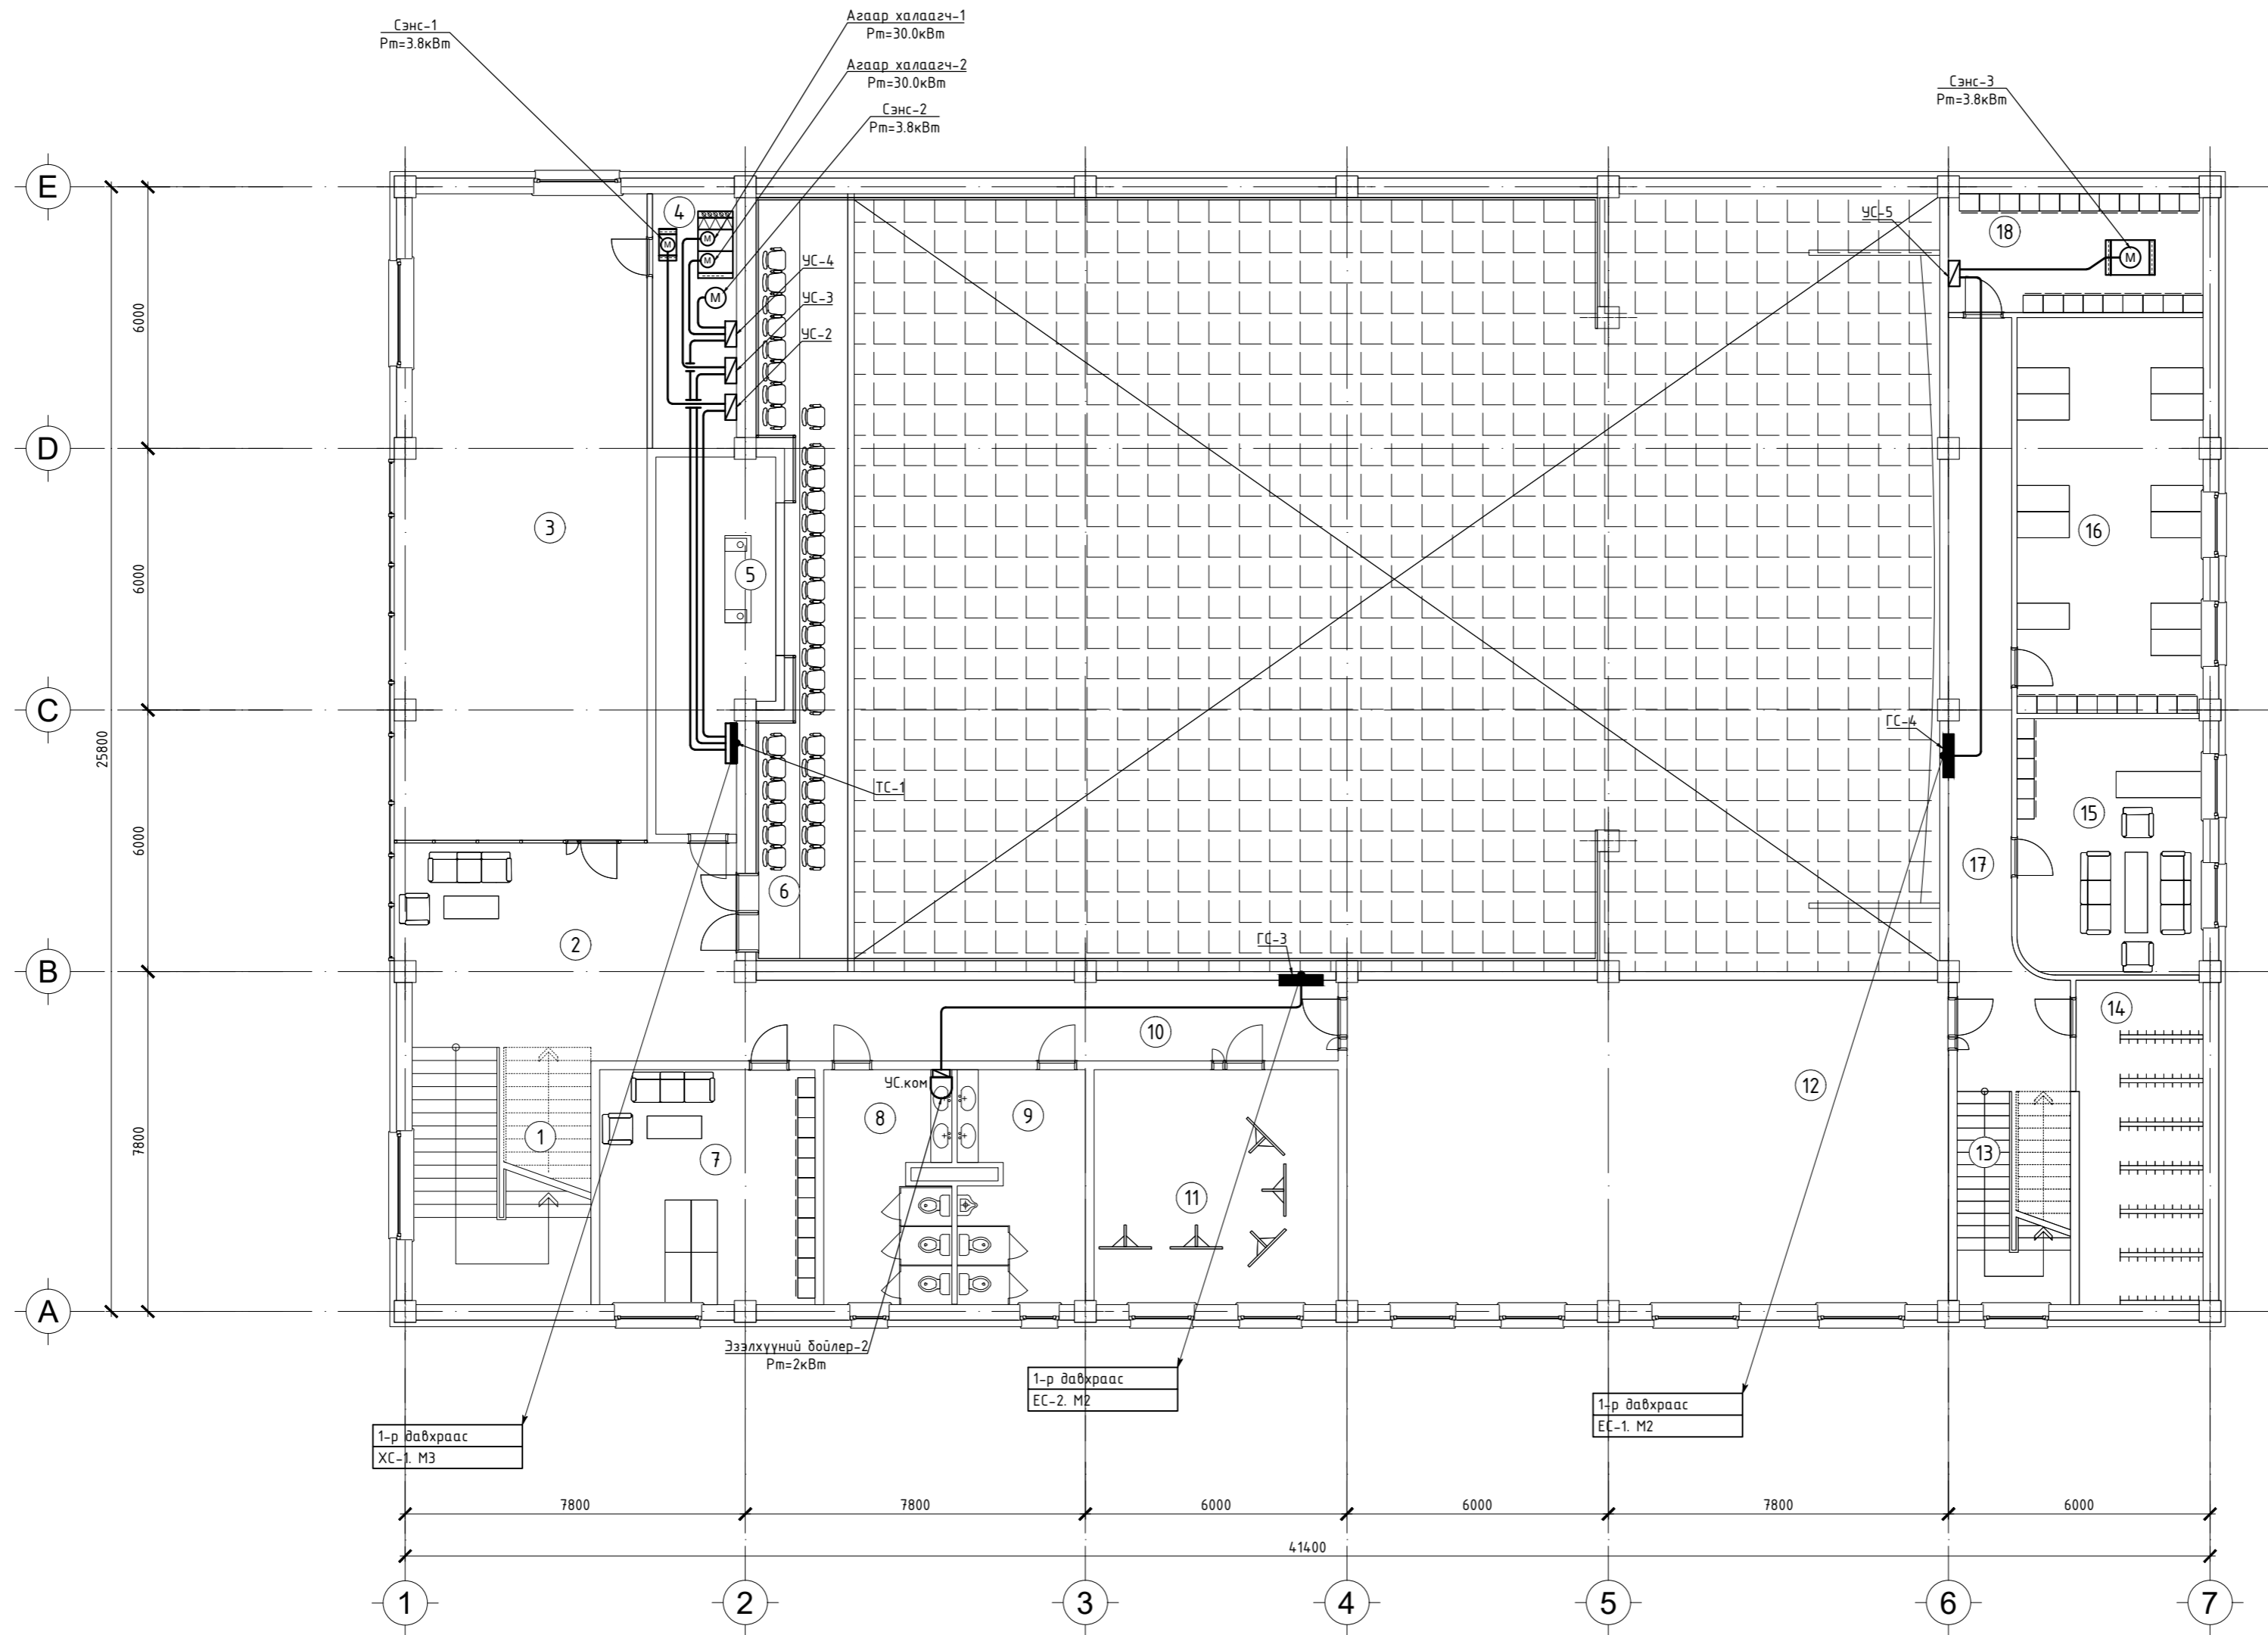 Сэнс-1
Pm=3.8кВт
Агаар халаагч-1
Pm=30.0кВт
Агаар халаагч-2
Pm=30.0кВт
Сэнс-2
Pm=3.8кВт
Сэнс-3
Pm=3.8кВт
E
D
C
B
A
6000
6000
6000
7800
25800
4
M
M
M
M
УС-4
УС-3
УС-2
УС-5
18
M
3
5
16
ГС-4
ТС-1
15
6
17
2
ГС-3
10
14
УС.ком
8
9
12
1
7
11
13
Эзэлхүүний бойлер-2
Pm=2кВт
1-р давхраас
ЕС-2. М2
1-р давхраас
ЕС-1. М2
1-р давхраас
ХС-1. М3
7800
7800
6000
6000
7800
6000
41400
1
2
3
4
5
6
7